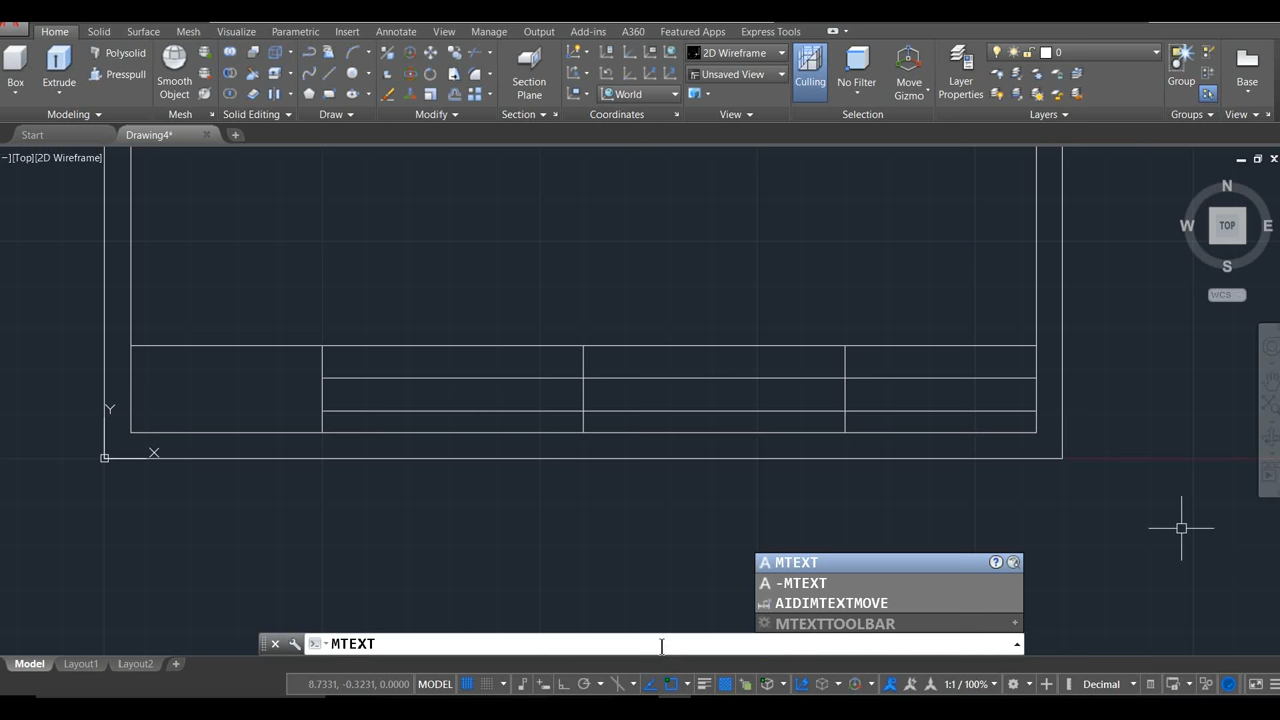 Home Solid Surface Mesh Visualize Parametric Insert Annotate View Manage Output Add-ins A360 Featured Apps Express Tools
Box
Extrude
Polysolid
Presspull
Smooth
Object
Section
Plane
World
2D Wireframe
Unsaved View
Culling
No Filter
Move
Gizmo
Layer
Properties
0
Group
Base
Modeling Mesh Solid Editing Draw Modify Section Coordinates View Selection Layers Groups View
Start Drawing4*
−][Top][2D Wireframe]
N
W TOP E
S
WCS
Y
X
MTEXT
-MTEXT
AIDIMTEXTMOVE
MTEXTTOOLBAR
MTEXT
Model Layout1 Layout2
8.7331, -0.3231, 0.0000 MODEL 1:1 / 100% Decimal